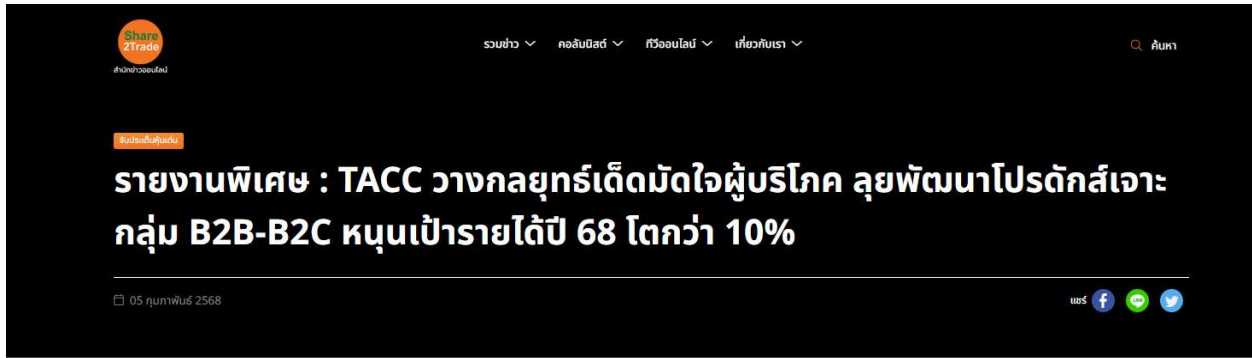 Share
2Trade
สำนักข่าวออนไลน์
รวมข่าว
คอลัมนิสต์
ทีวีออนไลน์
เกี่ยวกับเรา
ค้นหา
จับประเด็นหุ้นเด่น
รายงานพิเศษ : TACC วางกลยุทธ์เด็ดมัดใจผู้บริโภค ลุยพัฒนาโปรดักส์เจาะ
กลุ่ม B2B-B2C หนุนเป้ารายได้ปี 68 โตกว่า 10%
05 กุมภาพันธ์ 2568
แชร์